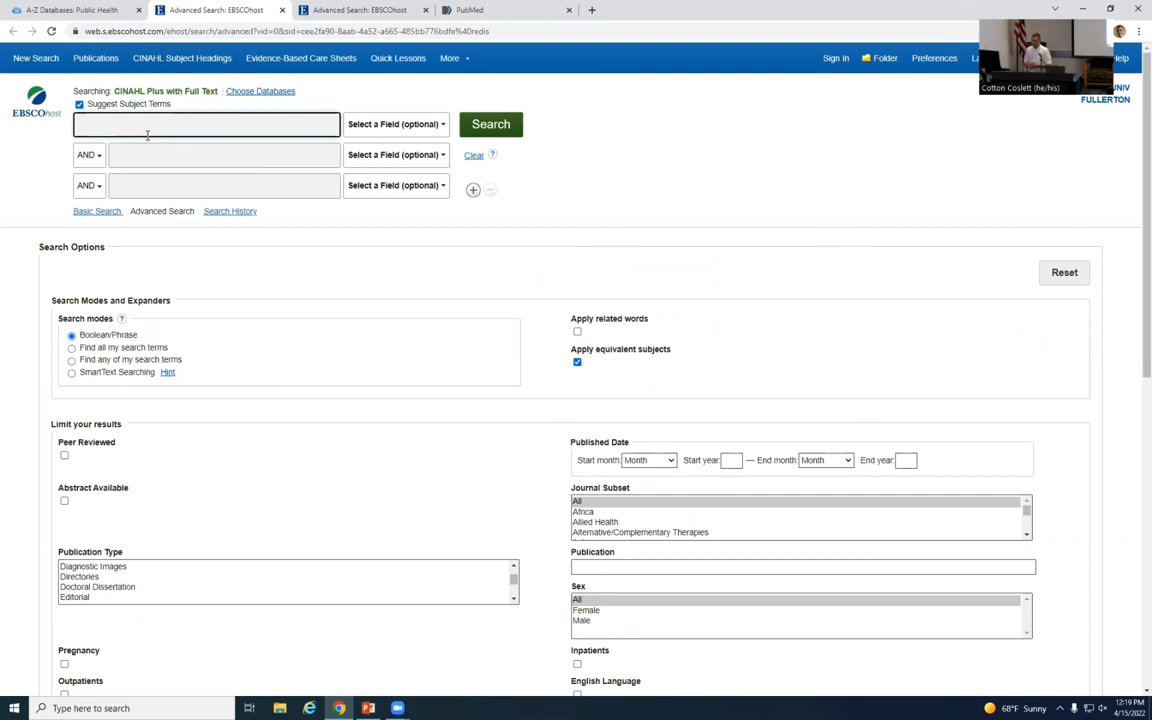 A-Z Databases: Public Health
Advanced Search: EBSCOhost
Advanced Search: EBSCOhost
PubMed
web.s.ebscohost.com/ehost/search/advanced?vid=0&sid=cee2fa90-8aab-4a52-a665-485bb776bdfe%40redis
New Search Publications CINAHL Subject Headings Evidence-Based Care Sheets Quick Lessons More Sign In Folder Preferences Help
Cotton Coslett (he/his)
EBSCOhost
Searching: CINAHL Plus with Full Text Choose Databases
UNIV
FULLERTON
Suggest Subject Terms
Select a Field (optional) Search
AND Select a Field (optional) Clear ?
AND Select a Field (optional)
Basic Search Advanced Search Search History
Search Options
Reset
Search Modes and Expanders
Search modes ?
Boolean/Phrase
Find all my search terms
Find any of my search terms
SmartText Searching Hint
Apply related words
Apply equivalent subjects
Limit your results
Peer Reviewed
Published Date
Start month: Month Start year: — End month: Month End year:
Abstract Available
Journal Subset
All
Africa
Allied Health
Alternative/Complementary Therapies
Publication Type
Diagnostic Images
Directories
Doctoral Dissertation
Editorial
Publication
Sex
All
Female
Male
Pregnancy
Inpatients
Outpatients
English Language
Type here to search
68°F Sunny
12:19 PM
4/15/2022